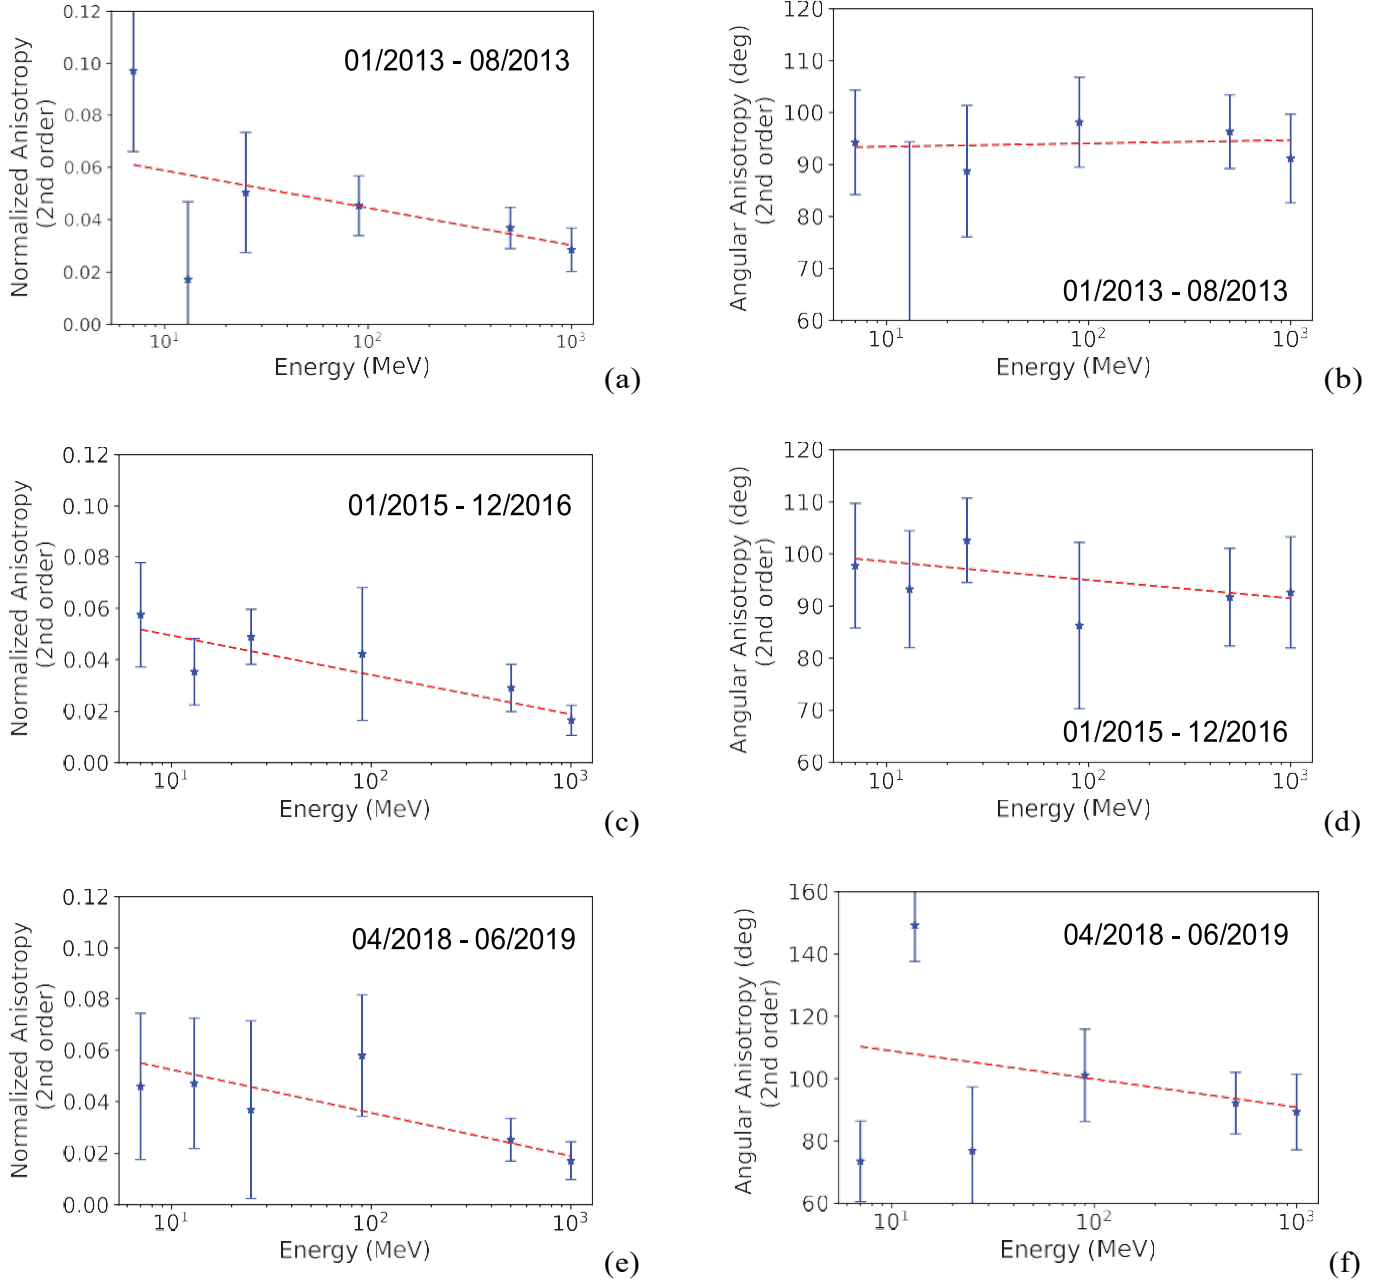 0.12
0.10
0.08
0.06
0.04
0.02
0.00
Normalized Anisotropy
(2nd order)
01/2013 - 08/2013
10¹
10²
10³
Energy (MeV)
(a)
120
110
100
90
80
70
60
Angular Anisotropy (deg)
(2nd order)
01/2013 - 08/2013
10¹
10²
10³
Energy (MeV)
(b)
0.12
0.10
0.08
0.06
0.04
0.02
0.00
Normalized Anisotropy
(2nd order)
01/2015 - 12/2016
10¹
10²
10³
Energy (MeV)
(c)
120
110
100
90
80
70
60
Angular Anisotropy (deg)
(2nd order)
01/2015 - 12/2016
10¹
10²
10³
Energy (MeV)
(d)
0.12
0.10
0.08
0.06
0.04
0.02
0.00
Normalized Anisotropy
(2nd order)
04/2018 - 06/2019
10¹
10²
10³
Energy (MeV)
(e)
160
140
120
100
80
60
Angular Anisotropy (deg)
(2nd order)
04/2018 - 06/2019
10¹
10²
10³
Energy (MeV)
(f)